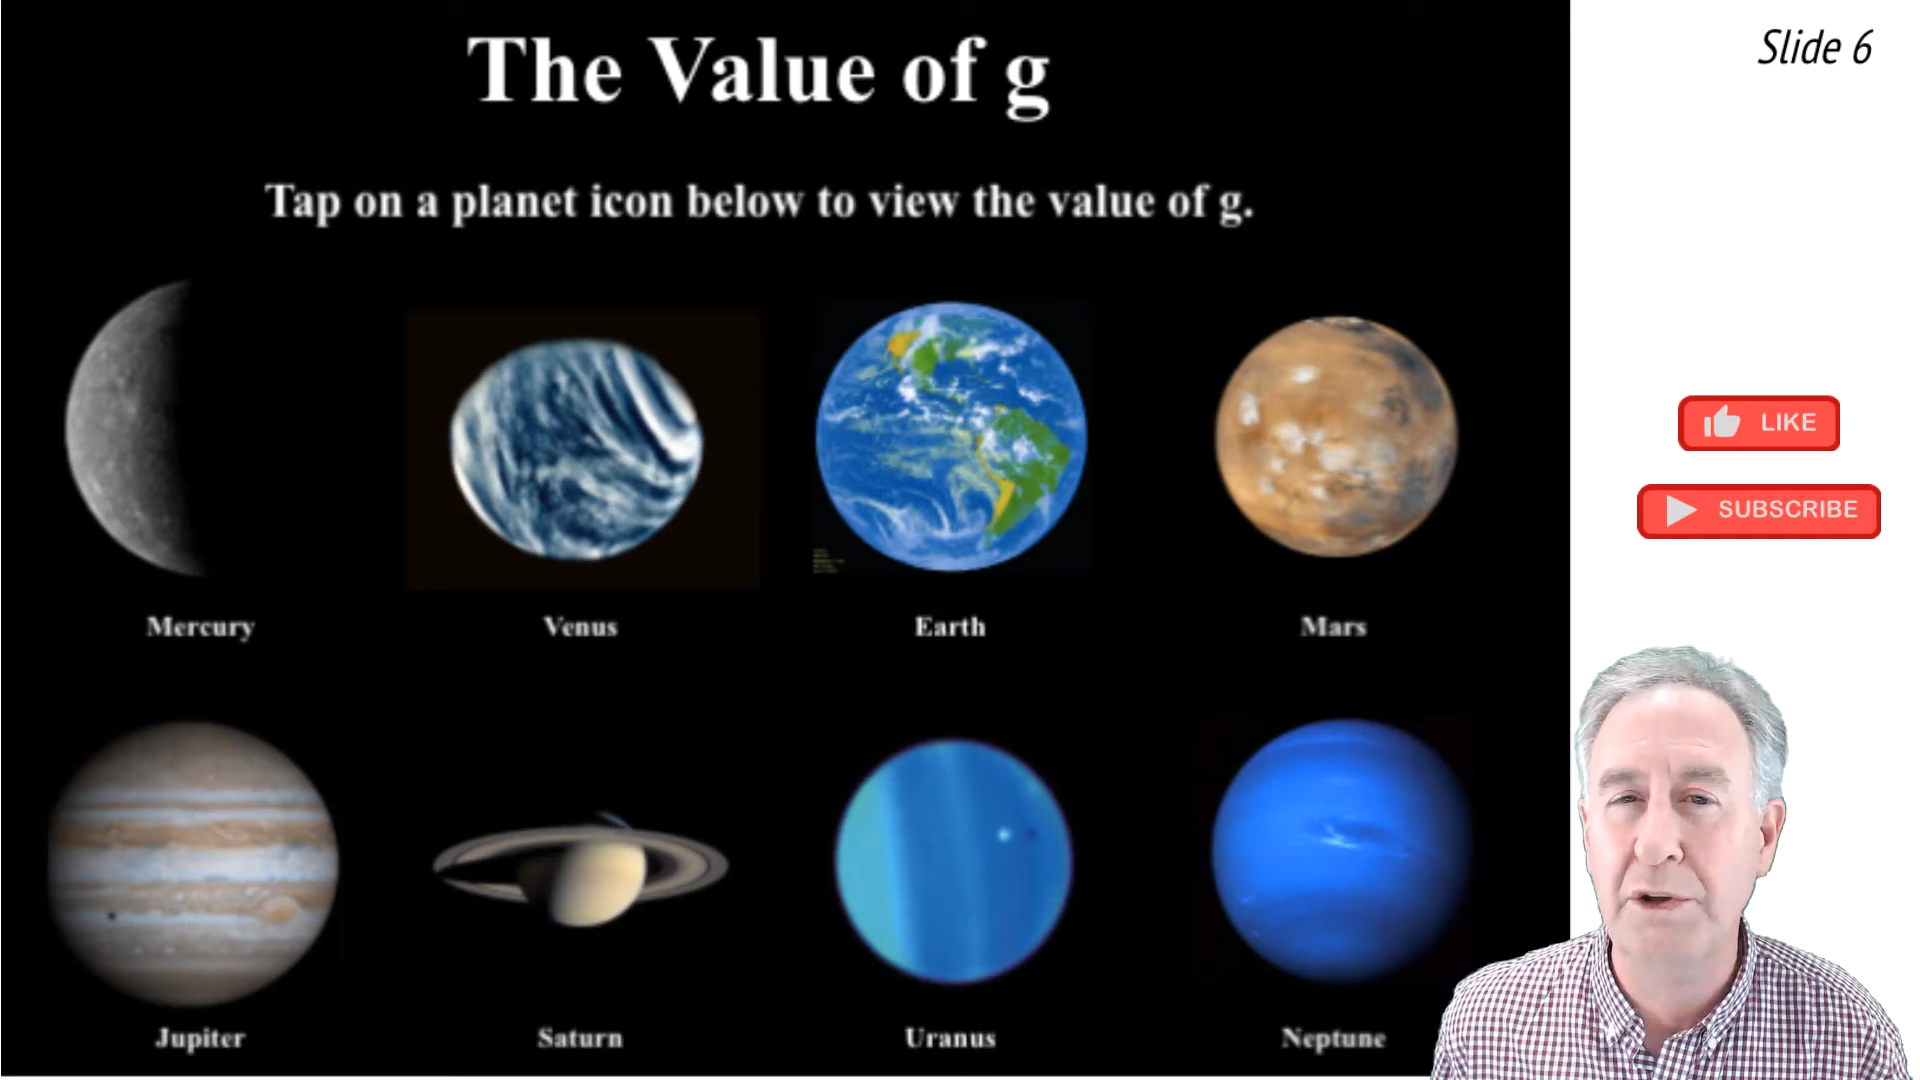 The Value of g
Slide 6
Tap on a planet icon below to view the value of g.
Mercury
Venus
Earth
Mars
LIKE
SUBSCRIBE
Jupiter
Saturn
Uranus
Neptune